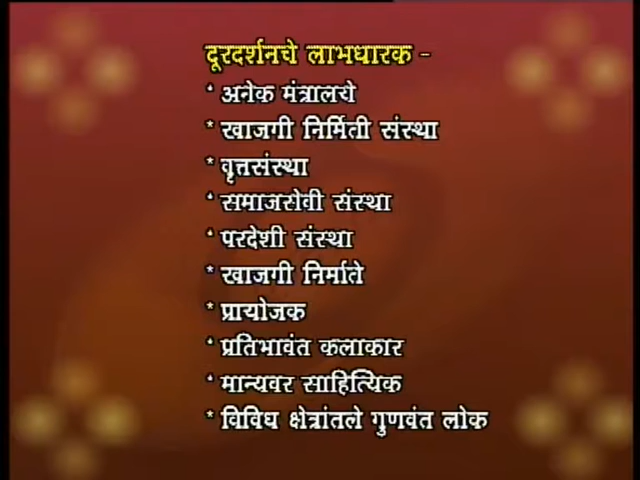 दूरदर्शनचे लाभधारक -
* अनेक मंत्रालये
* खाजगी निर्मिती संस्था
* वृत्तसंस्था
* समाजसेवी संस्था
* परदेशी संस्था
* खाजगी निर्माते
* प्रायोजक
* प्रतिभावंत कलाकार
* मान्यवर साहित्यिक
* विविध क्षेत्रांतले गुणवंत लोक